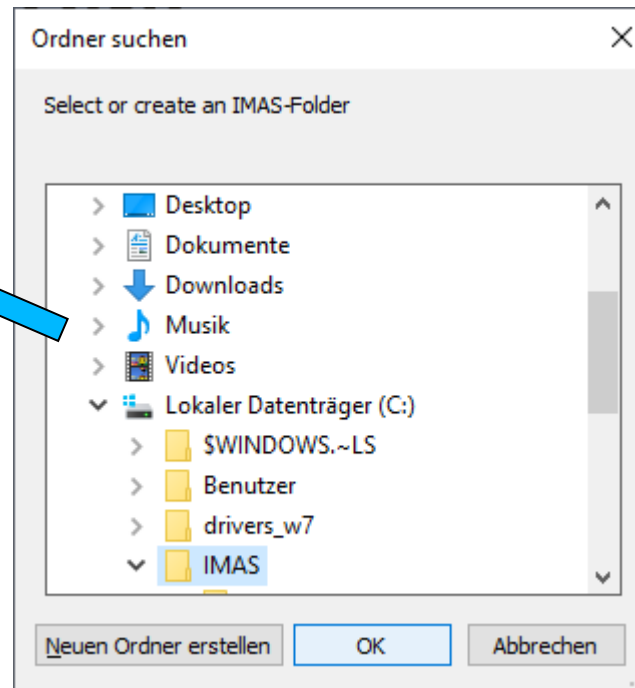 Ordner suchen
Select or create an IMAS-Folder
Desktop
Dokumente
Downloads
Musik
Videos
Lokaler Datenträger (C:)
$WINDOWS.~LS
Benutzer
drivers_w7
IMAS
Neuen Ordner erstellen OK Abbrechen